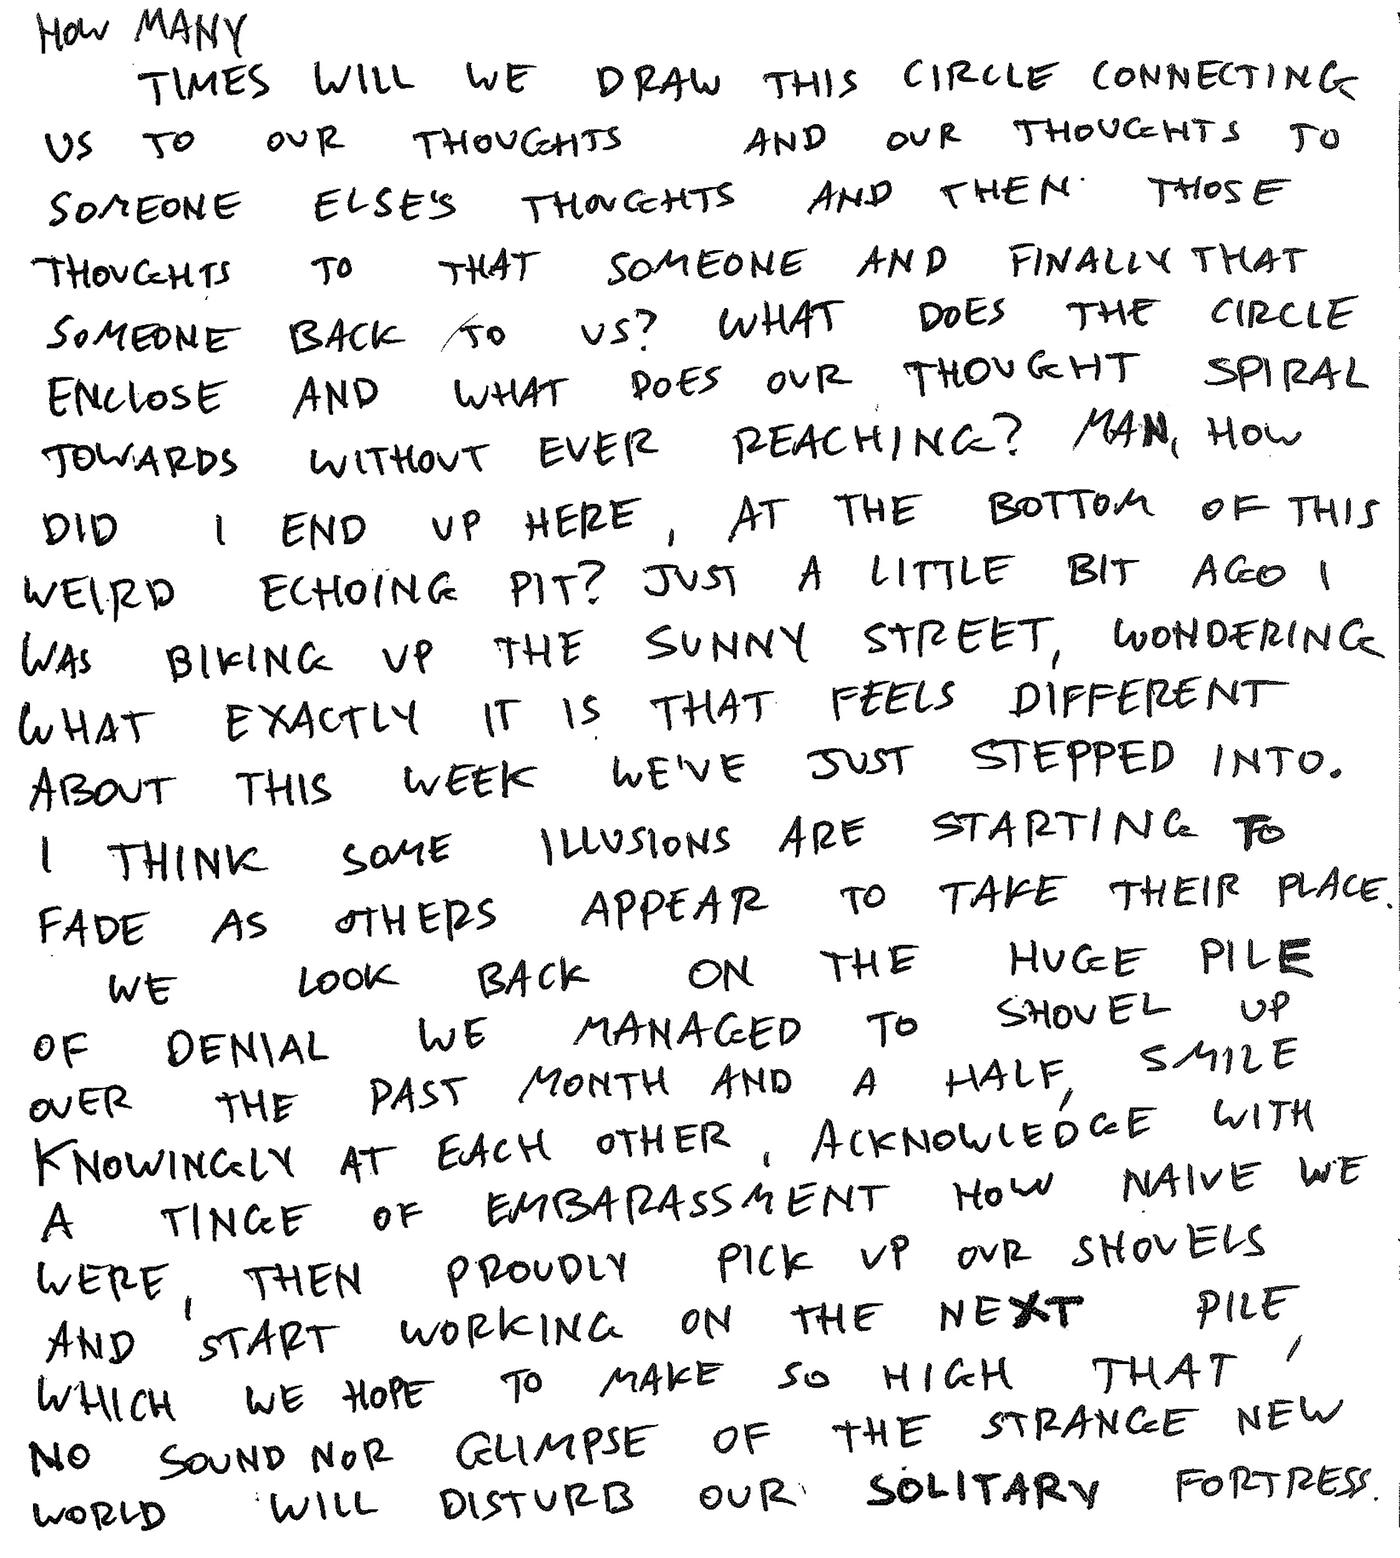 HOW MANY
TIMES WILL WE DRAW THIS CIRCLE CONNECTING
US TO OUR THOUGHTS AND OUR THOUGHTS TO
SOMEONE ELSE'S THOUGHTS AND THEN THOSE
THOUGHTS TO THAT SOMEONE AND FINALLY THAT
SOMEONE BACK TO US? WHAT DOES THE CIRCLE
ENCLOSE AND WHAT DOES OUR THOUGHT SPIRAL
TOWARDS WITHOUT EVER REACHING? MAN, HOW
DID I END UP HERE, AT THE BOTTOM OF THIS
WEIRD ECHOING PIT? JUST A LITTLE BIT AGO I
WAS BIKING UP THE SUNNY STREET, WONDERING
WHAT EXACTLY IT IS THAT FEELS DIFFERENT
ABOUT THIS WEEK WE'VE JUST STEPPED INTO.
I THINK SOME ILLUSIONS ARE STARTING TO
FADE AS OTHERS APPEAR TO TAKE THEIR PLACE.
WE LOOK BACK ON THE HUGE PILE
OF DENIAL WE MANAGED TO SHOVEL UP
OVER THE PAST MONTH AND A HALF, SMILE
KNOWINGLY AT EACH OTHER, ACKNOWLEDGE WITH
A TINGE OF EMBARASSMENT HOW NAIVE WE
WERE, THEN PROUDLY PICK UP OUR SHOVELS
AND START WORKING ON THE NEXT PILE,
WHICH WE HOPE TO MAKE SO HIGH THAT
NO SOUND NOR GLIMPSE OF THE STRANGE NEW
WORLD WILL DISTURB OUR SOLITARY FORTRESS.